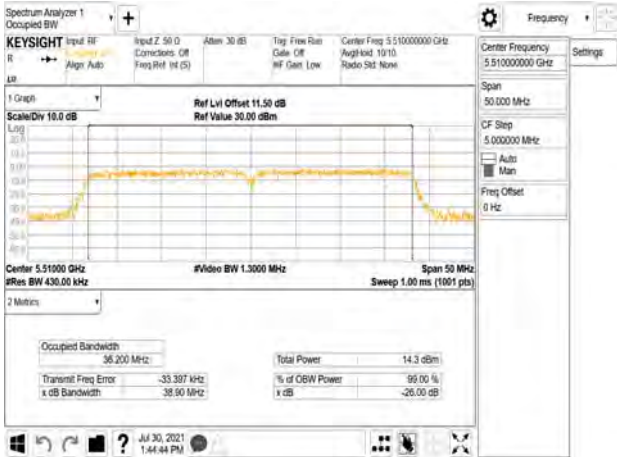 Spectrum Analyzer 1
Occupied BW
Frequency
KEYSIGHT
Input: RF
Input Z: 50 Ω
Atten: 30 dB
Trig: Free Run
Center Freq: 5.510000000 GHz
R
Corrections: Off
Gate: Off
Avg|Hold: 10/10
Align: Auto
Freq Ref: Int (S)
#IF Gain: Low
Radio Std: None
Center Frequency
5.510000000 GHz
Settings
Span
50.000 MHz
CF Step
5.000000 MHz
Auto
Man
Freq Offset
0 Hz
1 Graph
Ref Lvl Offset 11.50 dB
Scale/Div 10.0 dB
Ref Value 30.00 dBm
Log
Center 5.51000 GHz
#Video BW 1.3000 MHz
Span 50 MHz
#Res BW 430.00 kHz
Sweep 1.00 ms (1001 pts)
2 Metrics
Occupied Bandwidth
36.200 MHz
Total Power
14.3 dBm
Transmit Freq Error
-33.397 kHz
% of OBW Power
99.00 %
x dB Bandwidth
38.90 MHz
x dB
-26.00 dB
?
Jul 30, 2021
1:44:44 PM